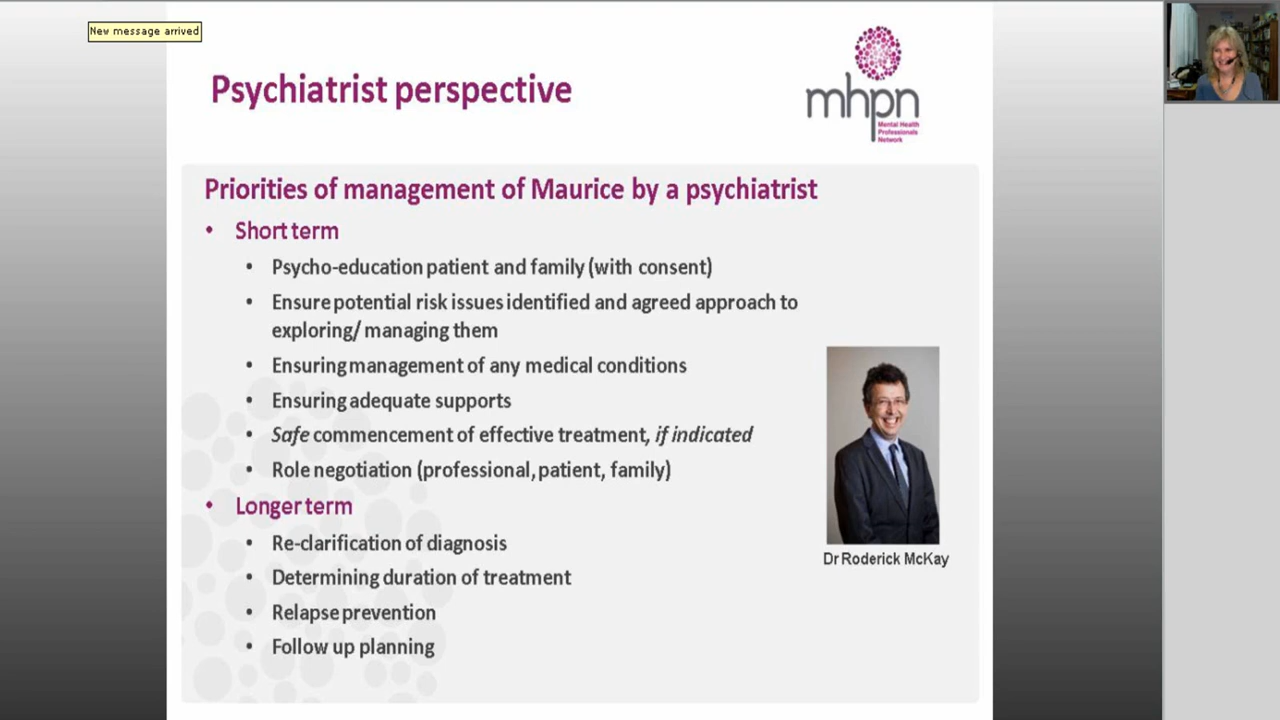 New message arrived
Psychiatrist perspective
mhpn
Mental Health
Professionals
Network
Priorities of management of Maurice by a psychiatrist
• Short term
• Psycho-education patient and family (with consent)
• Ensure potential risk issues identified and agreed approach to
exploring/ managing them
• Ensuring management of any medical conditions
• Ensuring adequate supports
• Safe commencement of effective treatment, if indicated
• Role negotiation (professional, patient, family)
• Longer term
• Re-clarification of diagnosis
• Determining duration of treatment
• Relapse prevention
• Follow up planning
Dr Roderick McKay